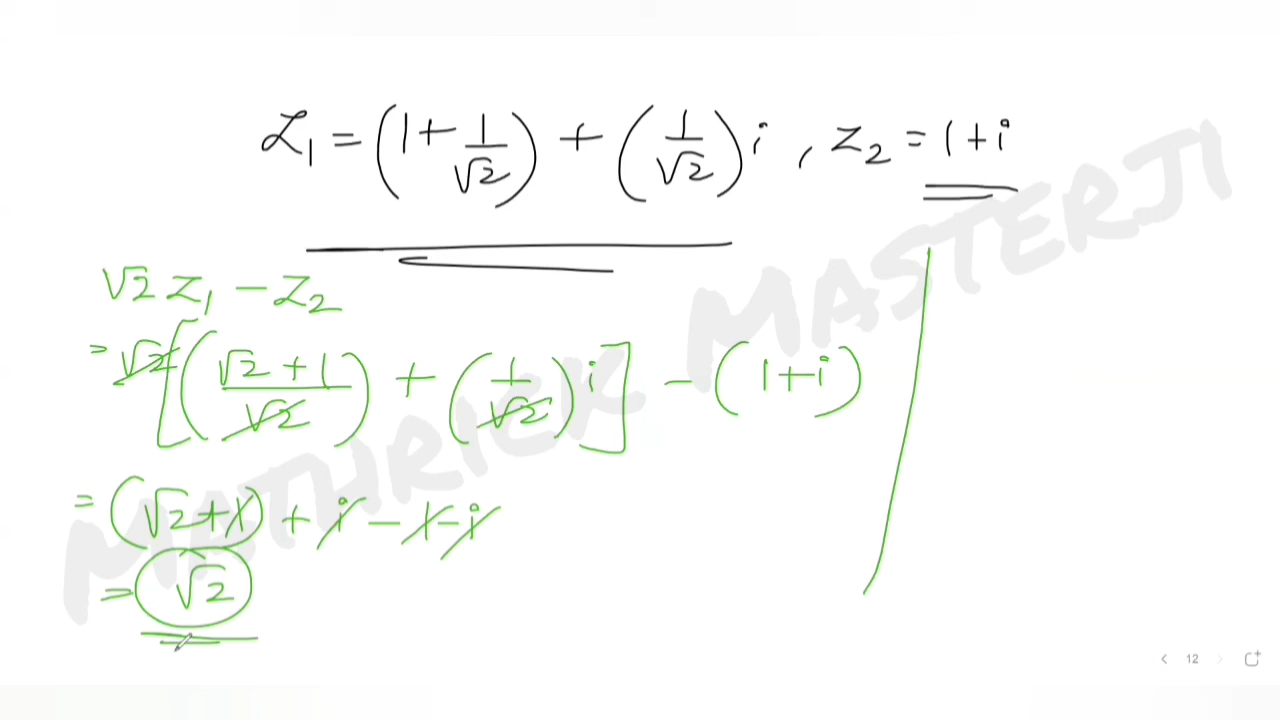 Z₁ = (1 + 1/√2) + (1/√2) i , Z₂ = 1 + i
√2 Z₁ − Z₂
= √2 [((√2 + 1)/√2) + (1/√2) i] − (1 + i)
= (√2 + 1) + i − 1 − i
= √2
MATHRICK MASTERJI
< 12 >